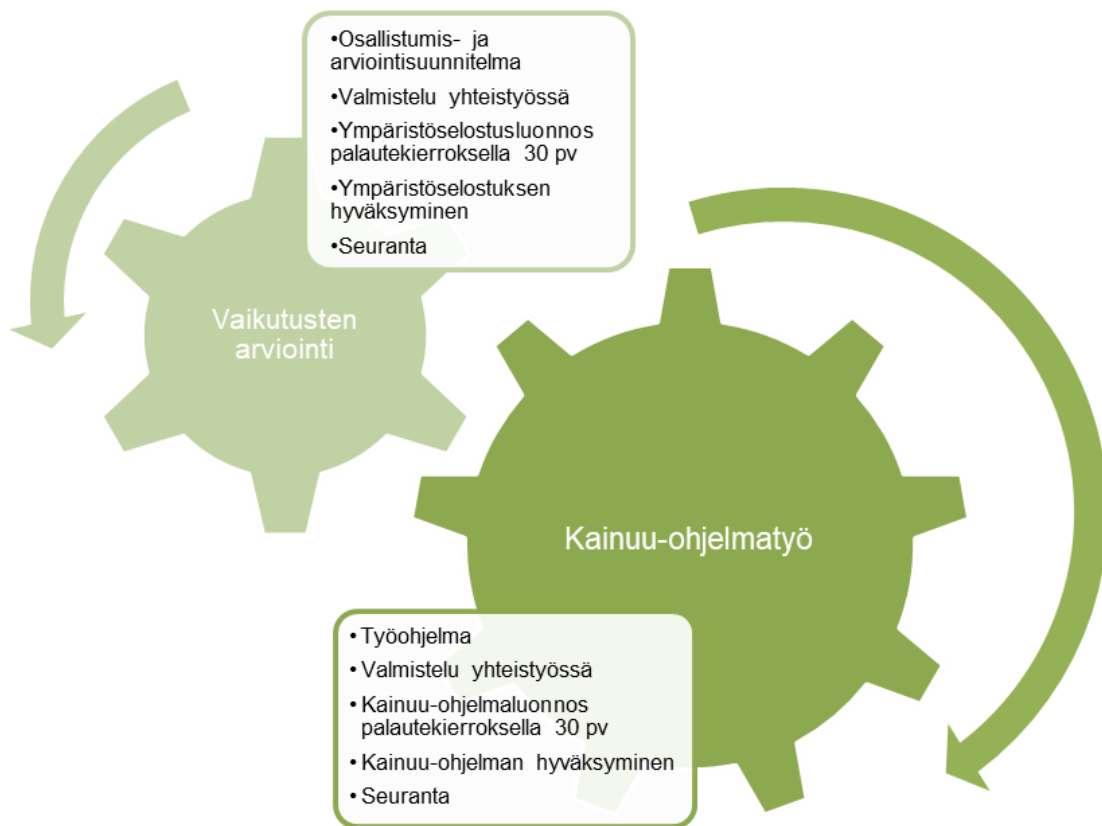 •Osallistumis- ja
arviointisuunnitelma
•Valmistelu yhteistyössä
•Ympäristöselostusluonnos
palautekierroksella 30 pv
•Ympäristöselostuksen
hyväksyminen
•Seuranta
Vaikutusten
arviointi
Kainuu-ohjelmatyö
• Työohjelma
• Valmistelu yhteistyössä
• Kainuu-ohjelmaluonnos
palautekierroksella 30 pv
• Kainuu-ohjelman hyväksyminen
• Seuranta